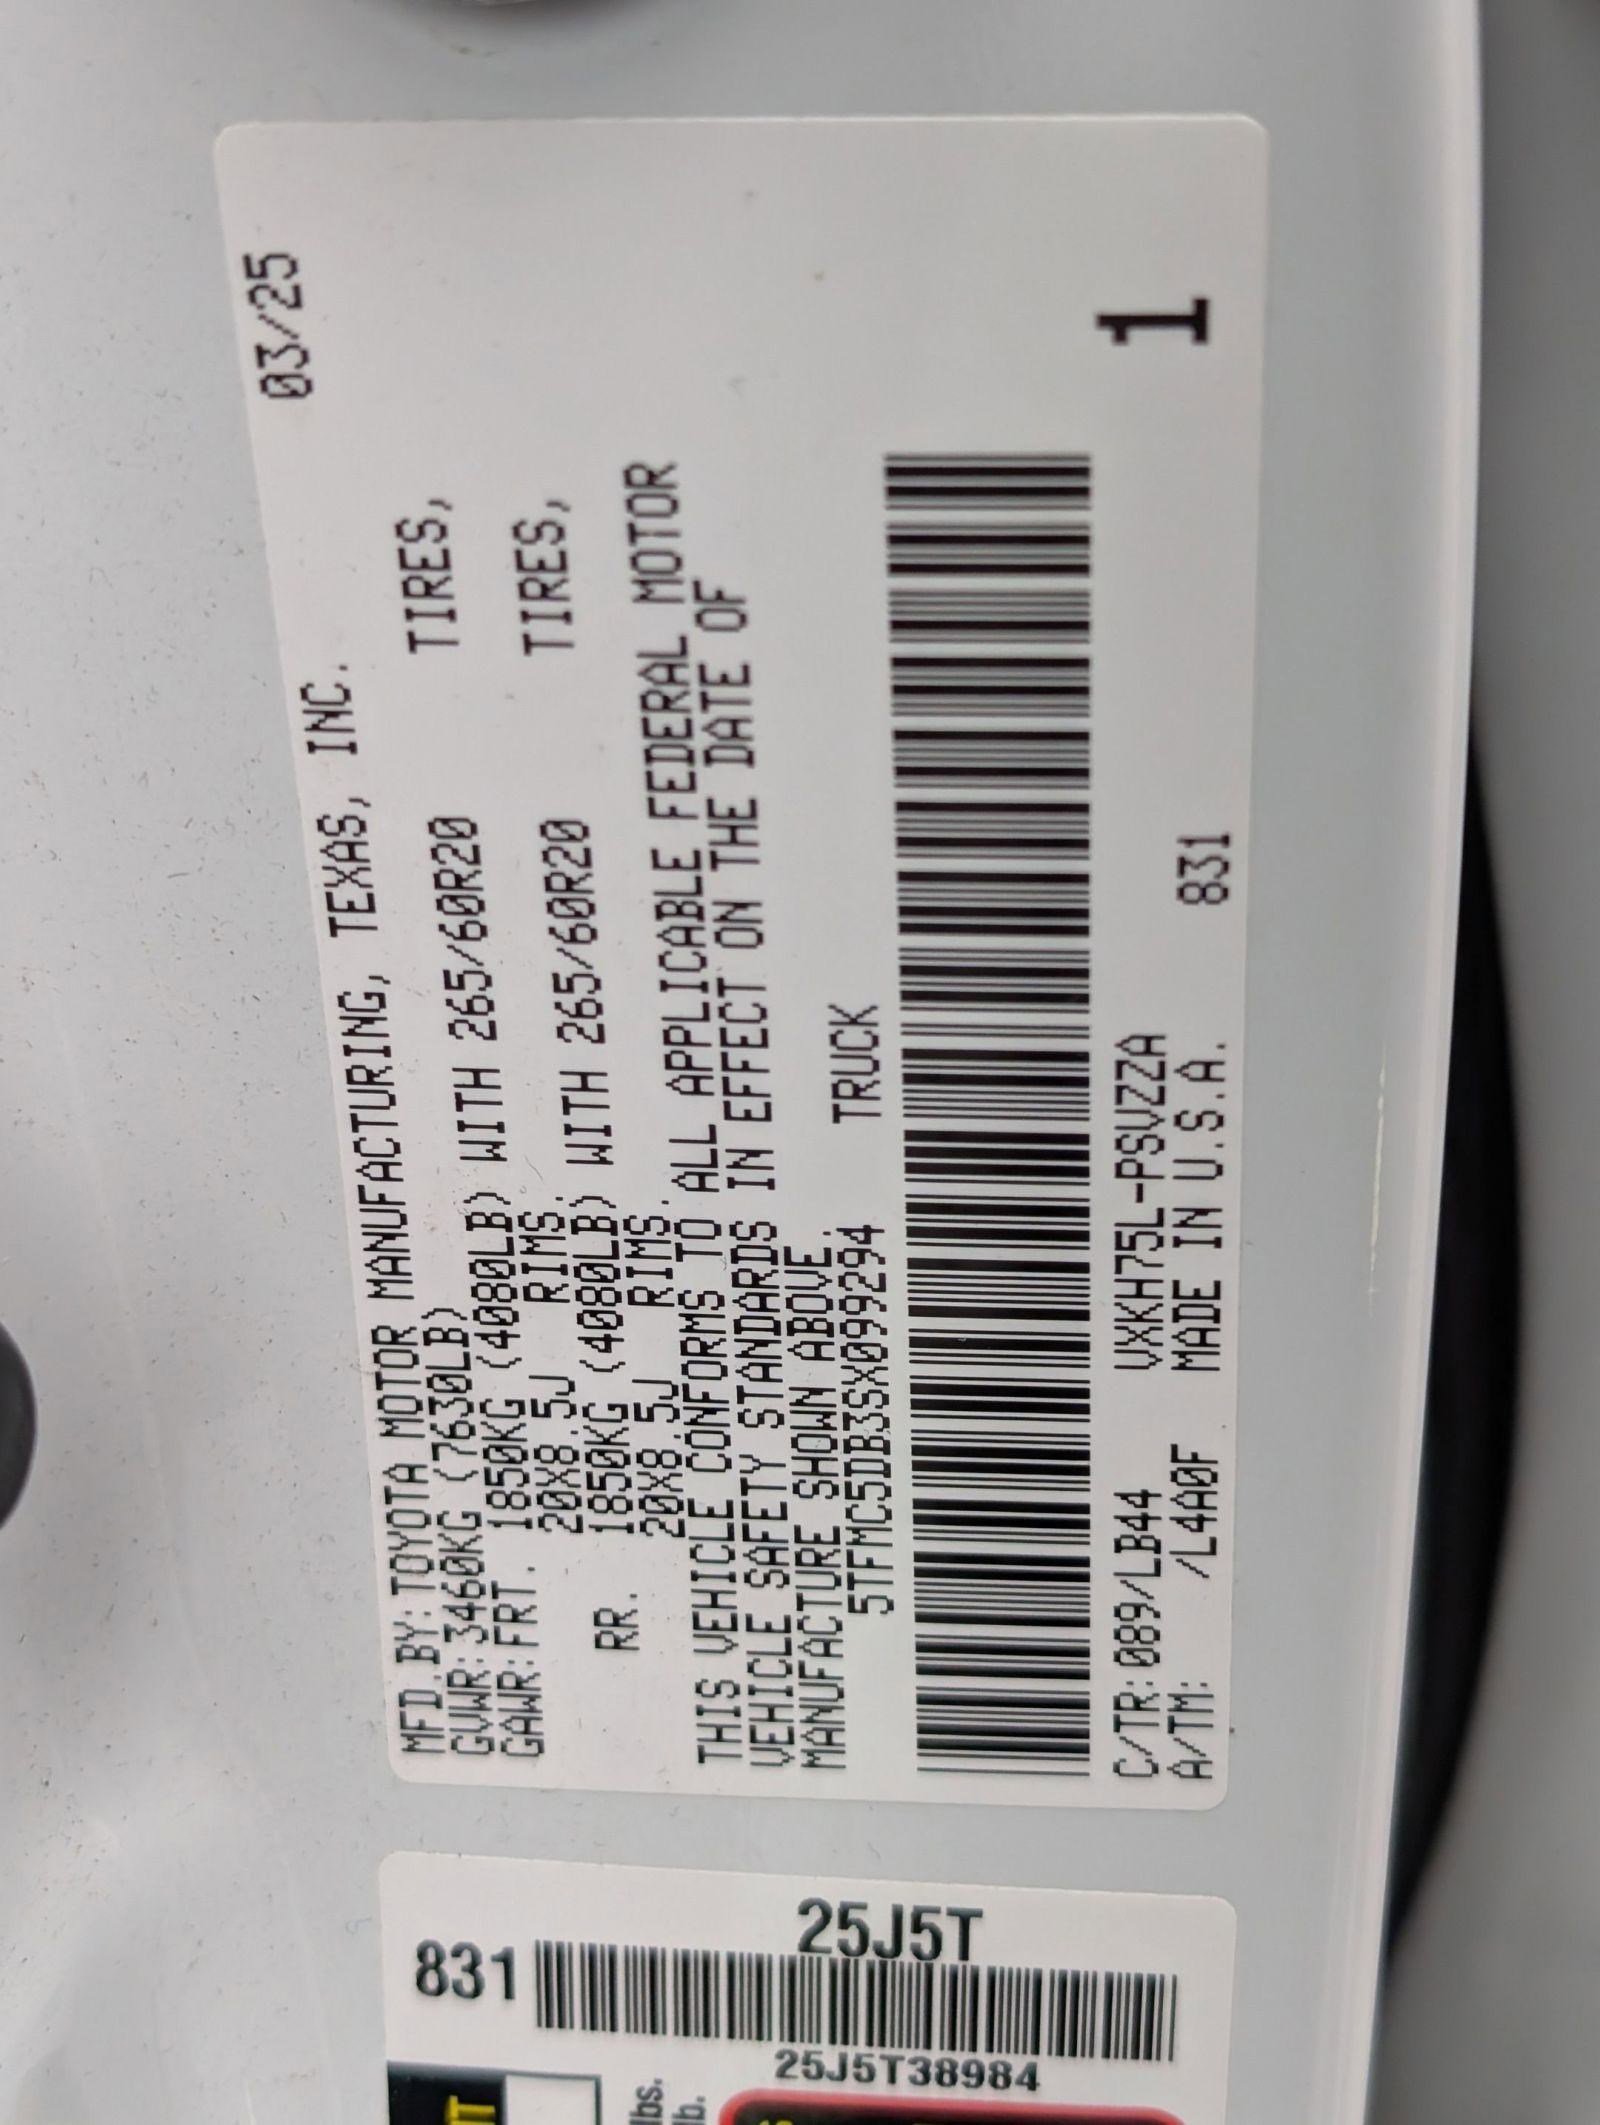 03/25
MFD.BY:TOYOTA MOTOR MANUFACTURING, TEXAS, INC.
GVWR:3460KG (7630LB)
GAWR:FRT. 1850KG (4080LB) WITH 265/60R20 TIRES,
20X8.5J RIMS.
RR. 1850KG (4080LB) WITH 265/60R20 TIRES,
20X8.5J RIMS.
THIS VEHICLE CONFORMS TO ALL APPLICABLE FEDERAL MOTOR
VEHICLE SAFETY STANDARDS IN EFFECT ON THE DATE OF
MANUFACTURE SHOWN ABOVE.
5TFMC5DB3SX099294 TRUCK
C/TR:089/LB44 VXKH75L-PSVZZA
A/TM: /L4A0F MADE IN U.S.A. 831
1
831
25J5T
25J5T38984
lbs.
lb.